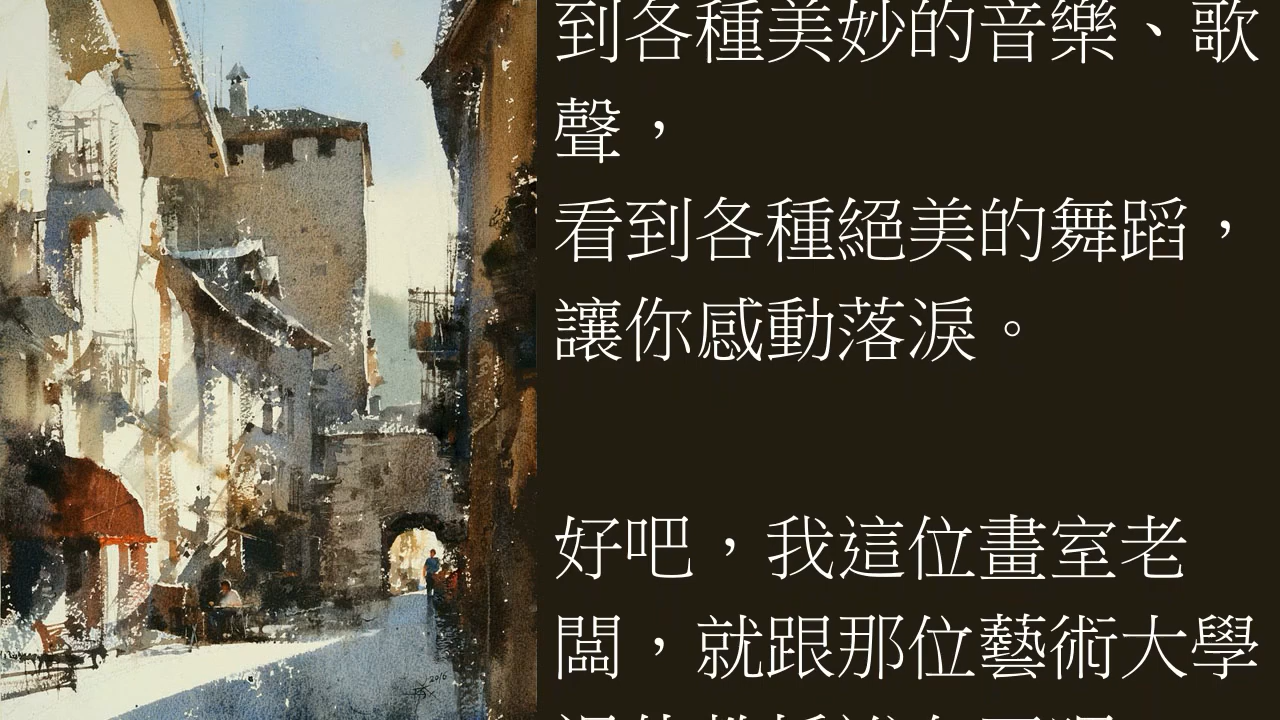 到各種美妙的音樂、歌
聲，
看到各種絕美的舞蹈，
讓你感動落淚。
好吧，我這位畫室老
闆，就跟那位藝術大學
2016